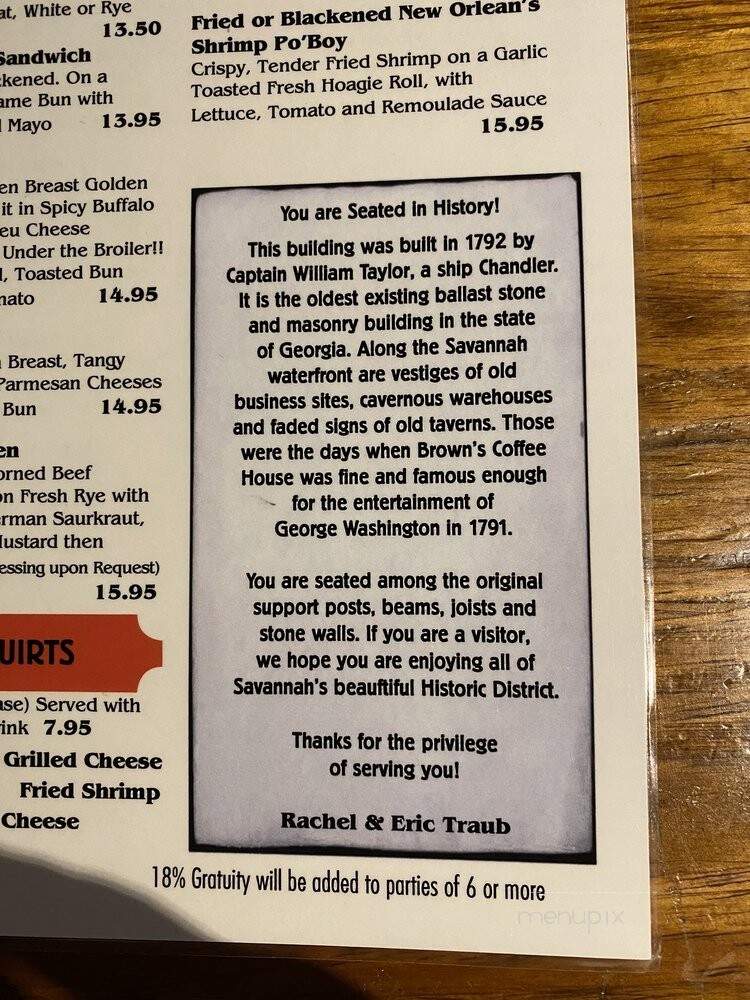 at, White or Rye
13.50
Sandwich
kened. On a
ame Bun with
Mayo 13.95
en Breast Golden
it in Spicy Buffalo
eu Cheese
Under the Broiler!!
l, Toasted Bun
nato 14.95
Breast, Tangy
Parmesan Cheeses
Bun 14.95
en
orned Beef
on Fresh Rye with
erman Saurkraut,
Mustard then
essing upon Request)
15.95
UIRTS
ase) Served with
rink 7.95
Grilled Cheese
Fried Shrimp
Cheese
Fried or Blackened New Orlean's
Shrimp Po'Boy
Crispy, Tender Fried Shrimp on a Garlic
Toasted Fresh Hoagie Roll, with
Lettuce, Tomato and Remoulade Sauce
15.95
You are Seated in History!
This building was built in 1792 by
Captain William Taylor, a ship Chandler.
It is the oldest existing ballast stone
and masonry building in the state
of Georgia. Along the Savannah
waterfront are vestiges of old
business sites, cavernous warehouses
and faded signs of old taverns. Those
were the days when Brown's Coffee
House was fine and famous enough
for the entertainment of
George Washington in 1791.
You are seated among the original
support posts, beams, joists and
stone walls. If you are a visitor,
we hope you are enjoying all of
Savannah's beauftiful Historic District.
Thanks for the privilege
of serving you!
Rachel & Eric Traub
18% Gratuity will be added to parties of 6 or more
menupix